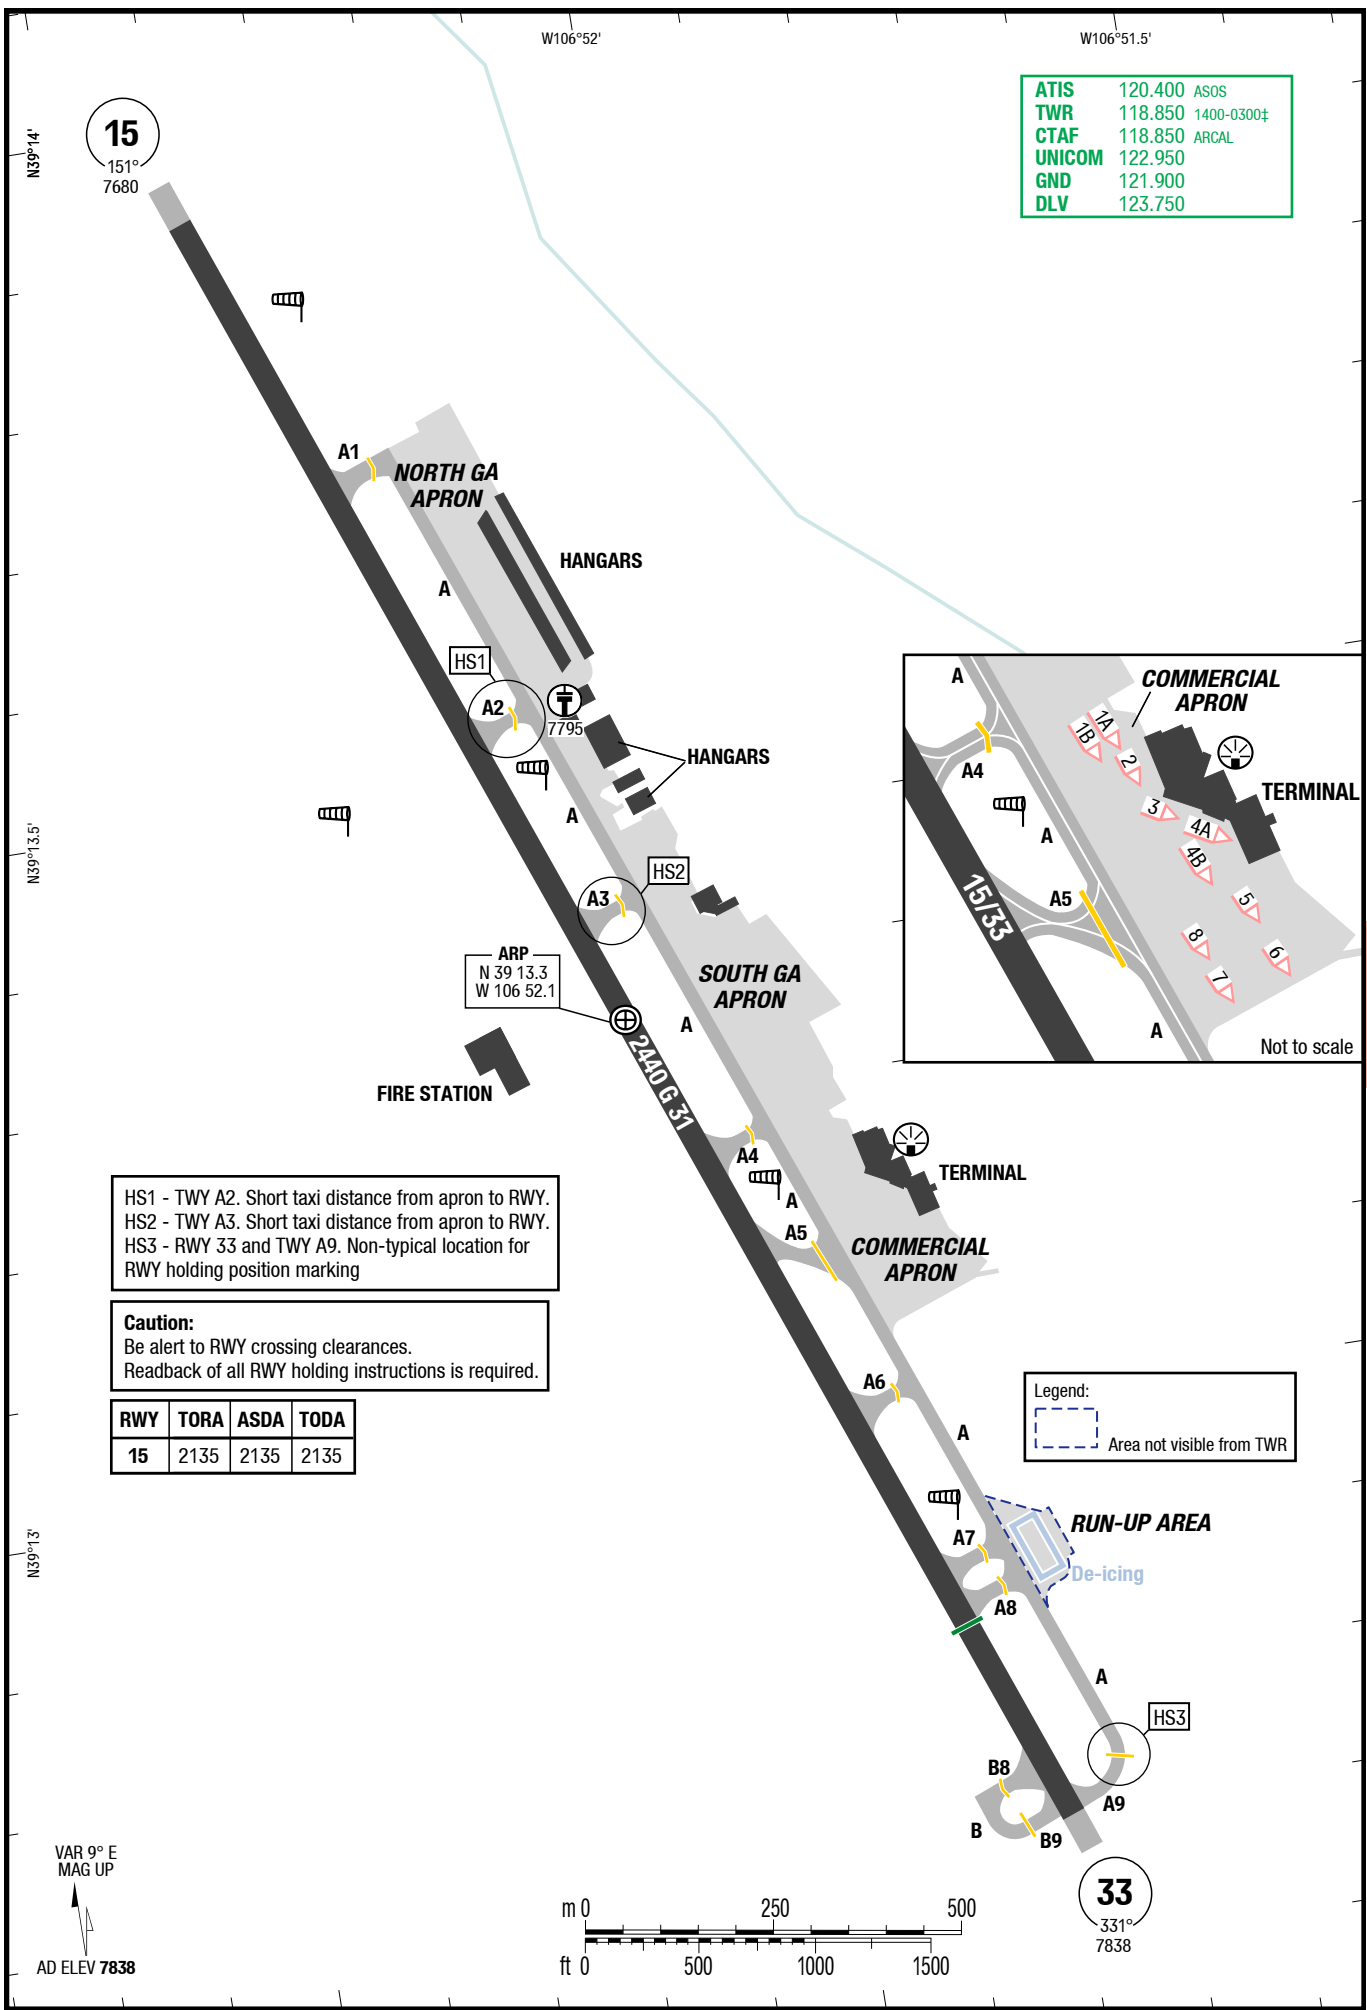 W106°52'
W106°51.5'
N39°14'
N39°13.5'
N39°13'
15
151°
7680
ATIS 120.400 ASOS
TWR 118.850 1400-0300‡
CTAF 118.850 ARCAL
UNICOM 122.950
GND 121.900
DLV 123.750
A1
NORTH GA
APRON
HANGARS
A
HS1
A2
7795
HANGARS
A
HS2
A3
ARP
N 39 13.3
W 106 52.1
SOUTH GA
APRON
A
2440 G 31
FIRE STATION
A
COMMERCIAL
APRON
1A
1B
2
A4
TERMINAL
3
4A
A
4B
15/33
A5
5
8
6
7
A
Not to scale
A4
TERMINAL
A
A5
COMMERCIAL
APRON
HS1 - TWY A2. Short taxi distance from apron to RWY.
HS2 - TWY A3. Short taxi distance from apron to RWY.
HS3 - RWY 33 and TWY A9. Non-typical location for
RWY holding position marking
Caution:
Be alert to RWY crossing clearances.
Readback of all RWY holding instructions is required.
RWY TORA ASDA TODA
15 2135 2135 2135
A6
A
Legend:
Area not visible from TWR
RUN-UP AREA
A7
De-icing
A8
A
HS3
B8
A9
B
B9
33
331°
7838
VAR 9° E
MAG UP
AD ELEV 7838
m 0 250 500
ft 0 500 1000 1500